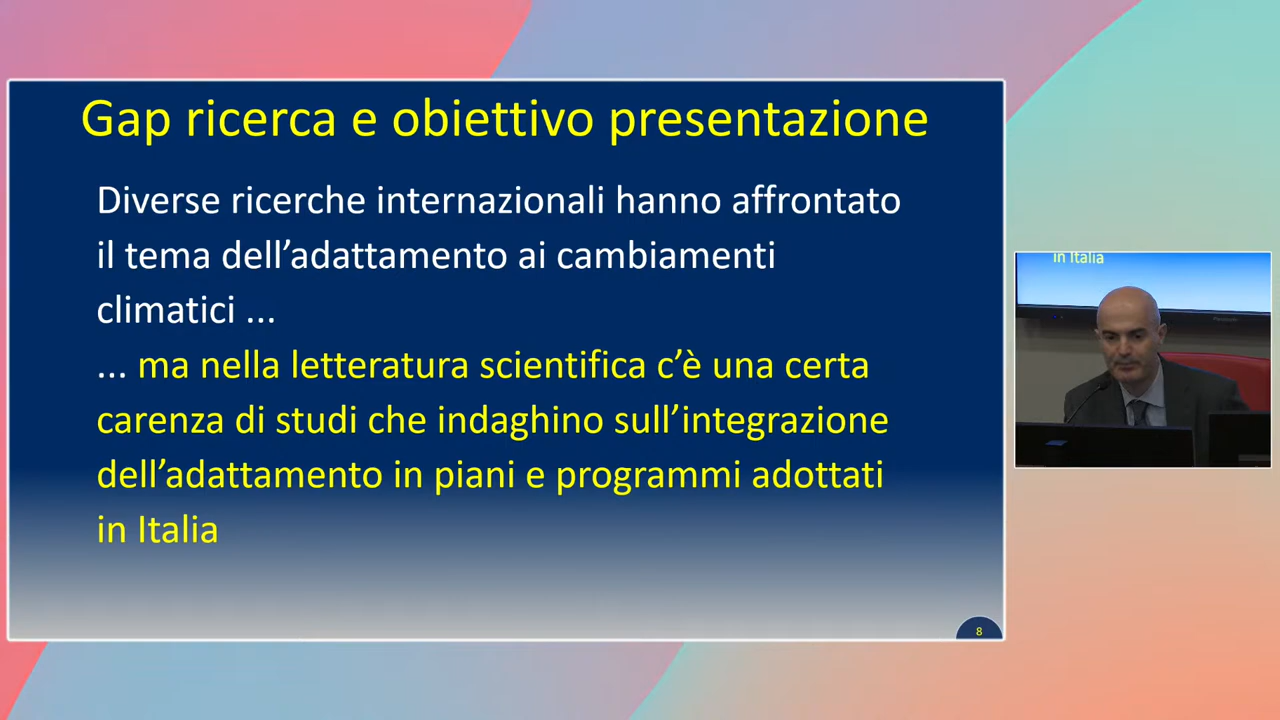 Gap ricerca e obiettivo presentazione
Diverse ricerche internazionali hanno affrontato
il tema dell’adattamento ai cambiamenti
climatici ...
... ma nella letteratura scientifica c’è una certa
carenza di studi che indaghino sull’integrazione
dell’adattamento in piani e programmi adottati
in Italia
8
in Italia